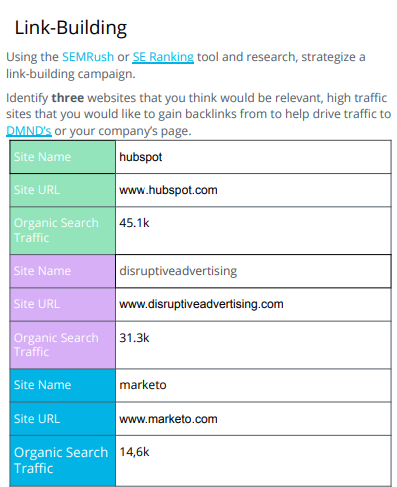 Link-Building
Using the SEMRush or SE Ranking tool and research, strategize a
link-building campaign.
Identify three websites that you think would be relevant, high traffic
sites that you would like to gain backlinks from to help drive traffic to
DMND's or your company's page.
Site Name hubspot
Site URL www.hubspot.com
Organic Search 45.1k
Traffic
Site Name disruptiveadvertising
Site URL www.disruptiveadvertising.com
Organic Search 31.3k
Traffic
Site Name marketo
Site URL www.marketo.com
Organic Search 14,6k
Traffic